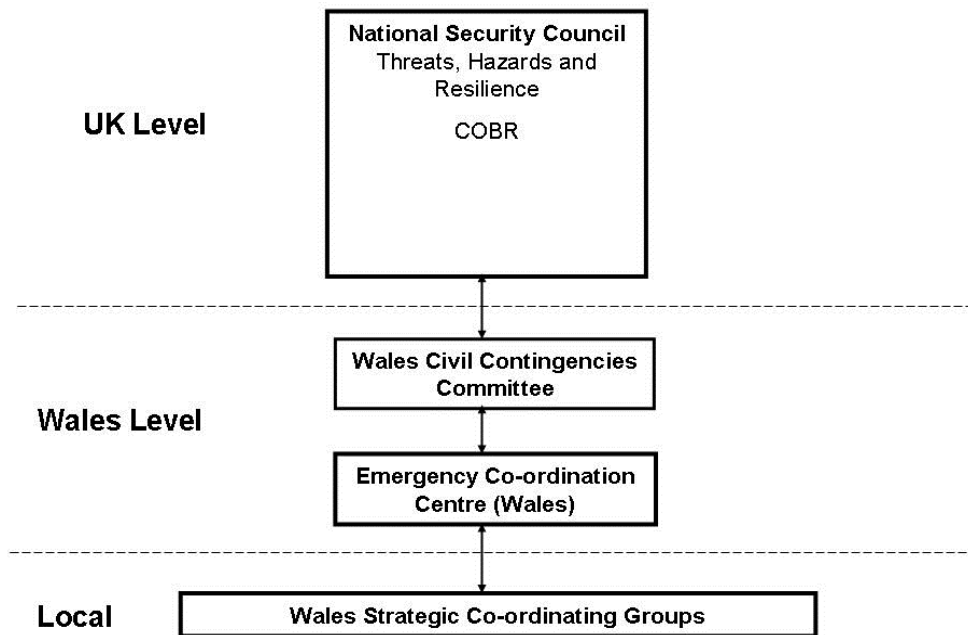 National Security Council
Threats, Hazards and
Resilience
COBR
UK Level
Wales Civil Contingencies
Committee
Wales Level
Emergency Co-ordination
Centre (Wales)
Local
Wales Strategic Co-ordinating Groups